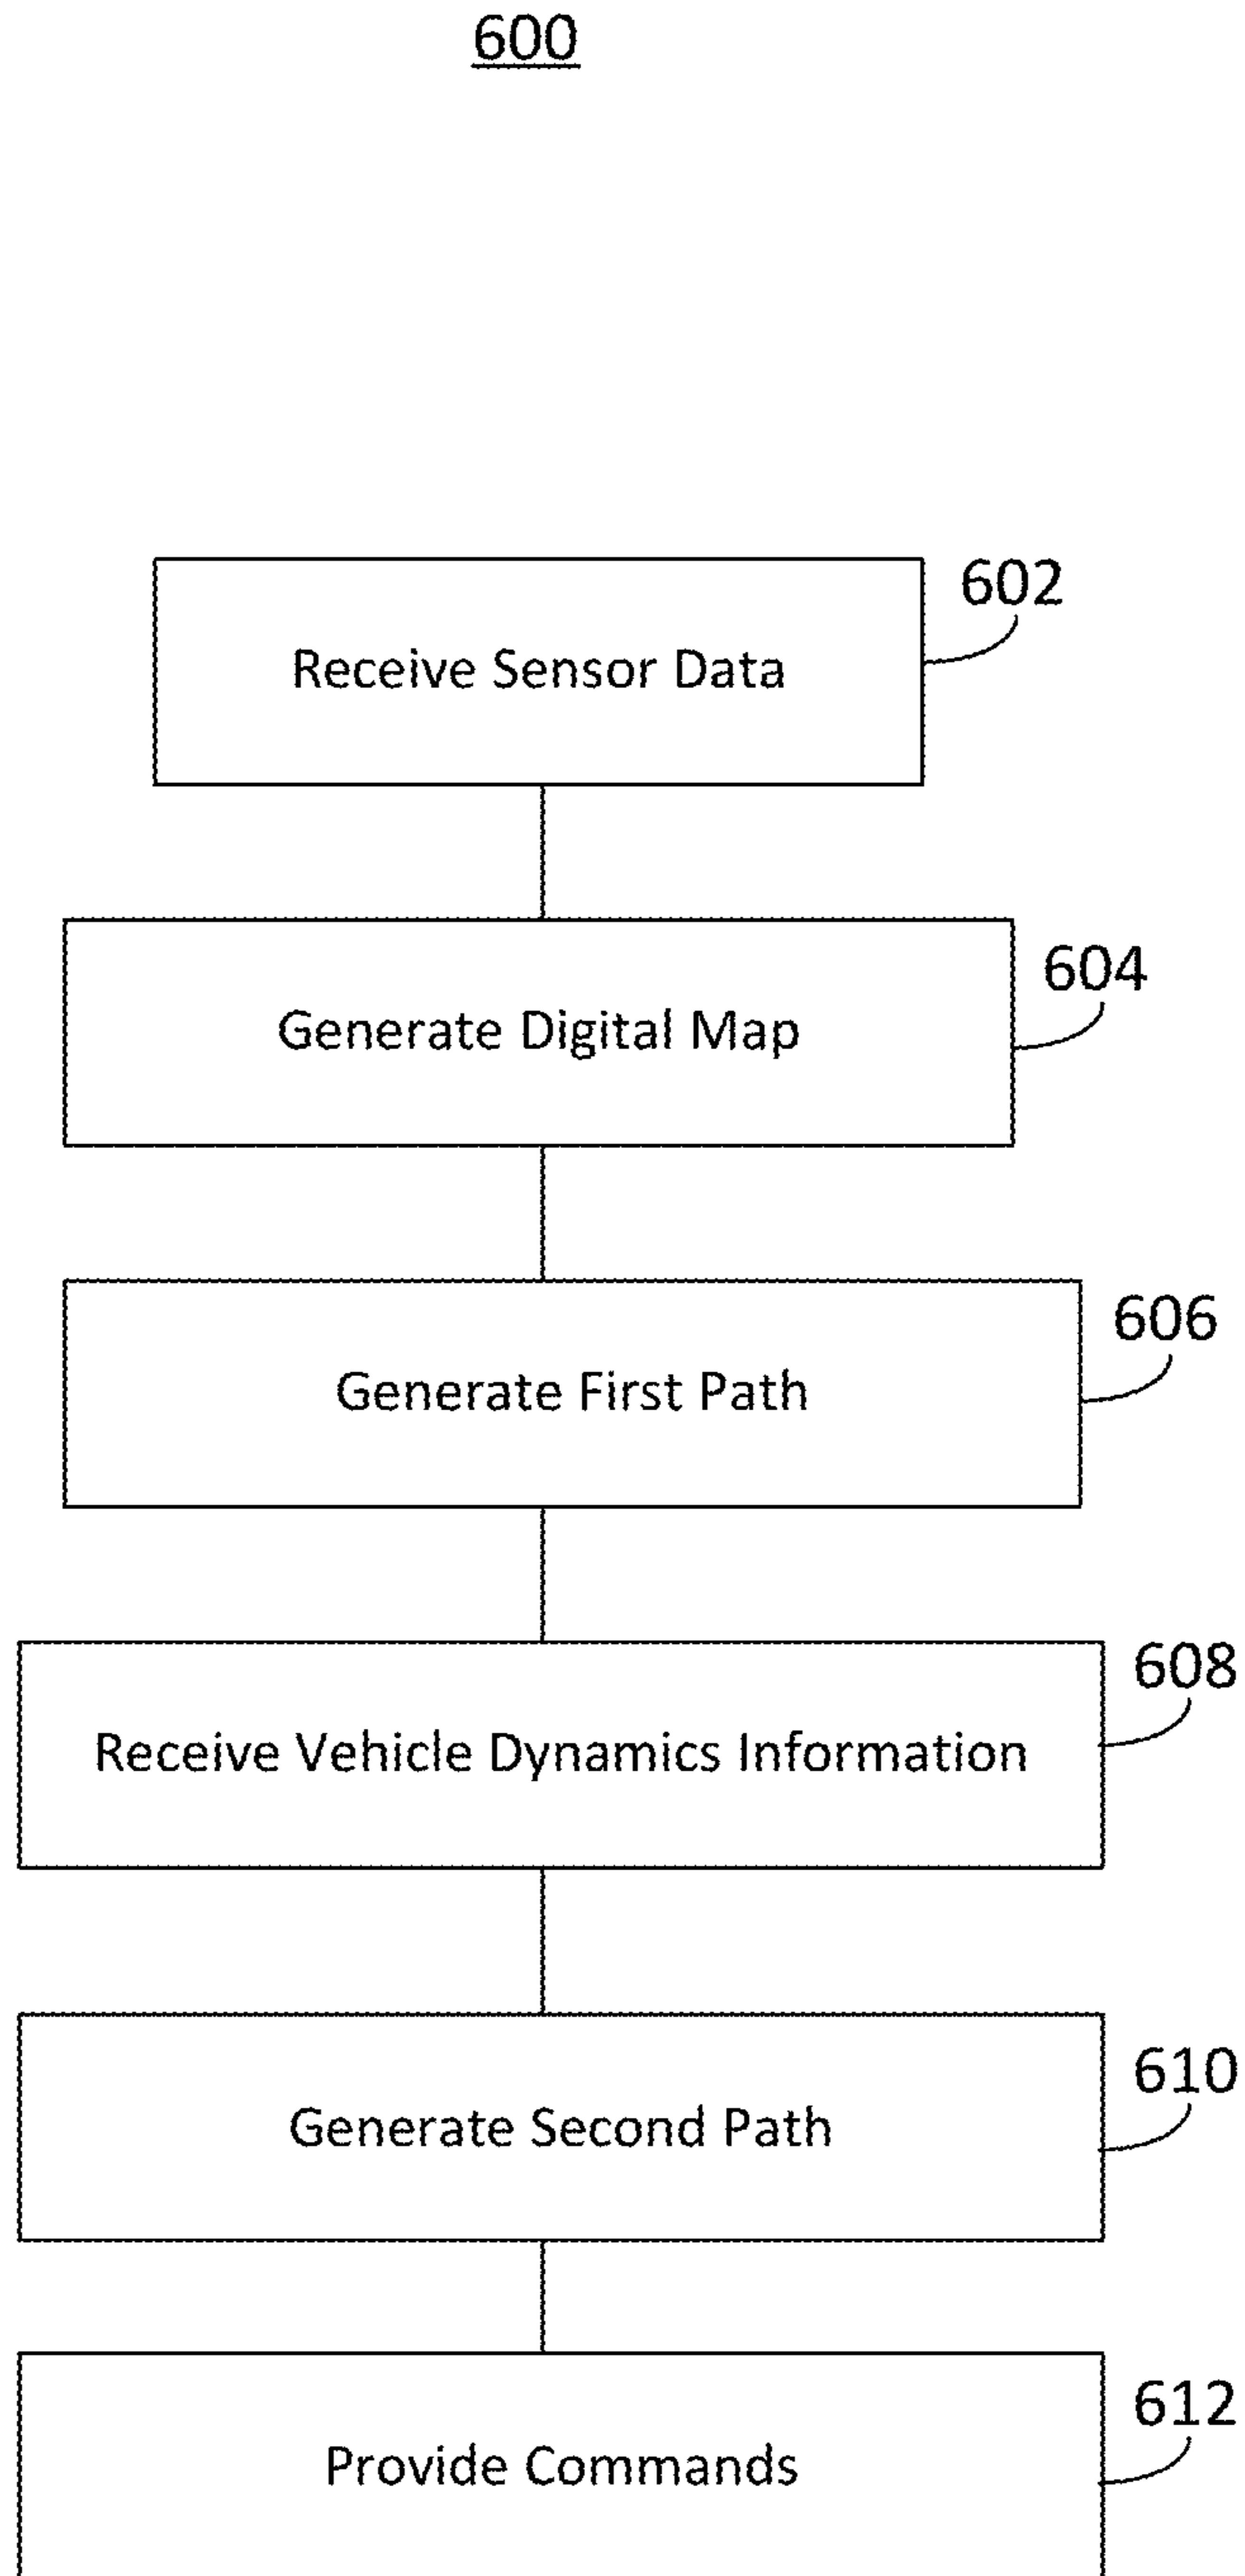 600
Receive Sensor Data
602
Generate Digital Map
604
Generate First Path
606
Receive Vehicle Dynamics Information
608
Generate Second Path
610
Provide Commands
612